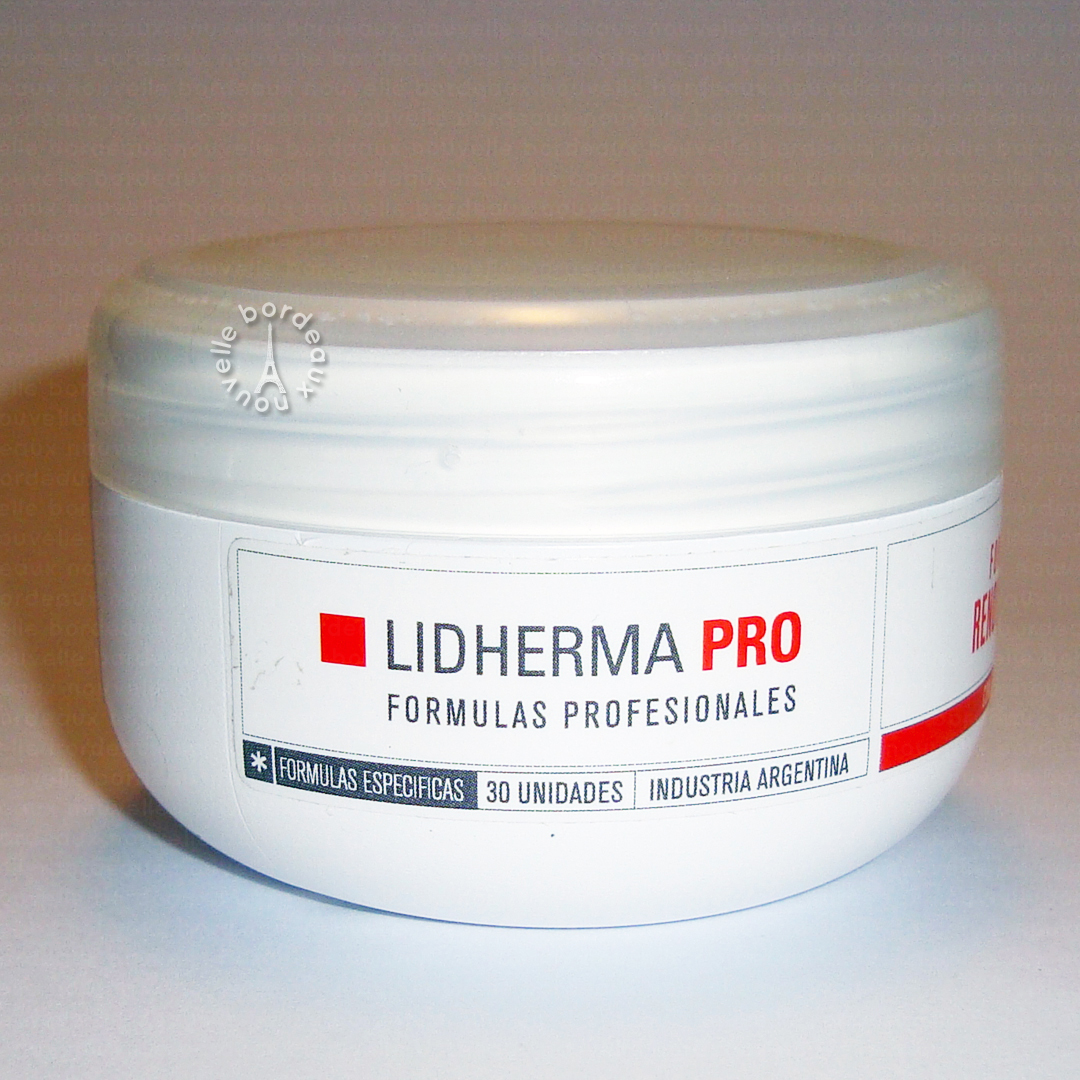 nouvelle bordeaux
LIDHERMA PRO
FORMULAS PROFESIONALES
* FORMULAS ESPECIFICAS 30 UNIDADES INDUSTRIA ARGENTINA